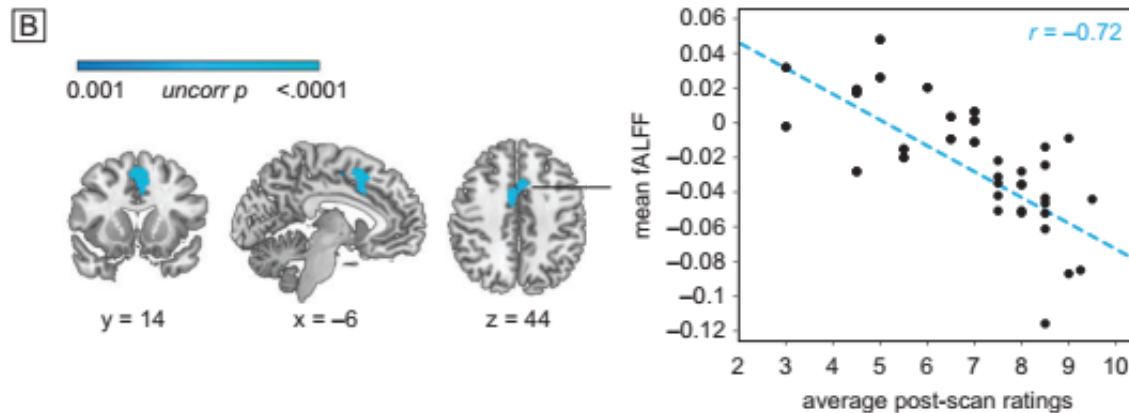 B
0.001 uncorr p <.0001
y = 14
x = –6
z = 44
r = –0.72
mean fALFF
0.06
0.04
0.02
0
–0.02
–0.04
–0.06
–0.08
–0.1
–0.12
2 3 4 5 6 7 8 9 10
average post-scan ratings